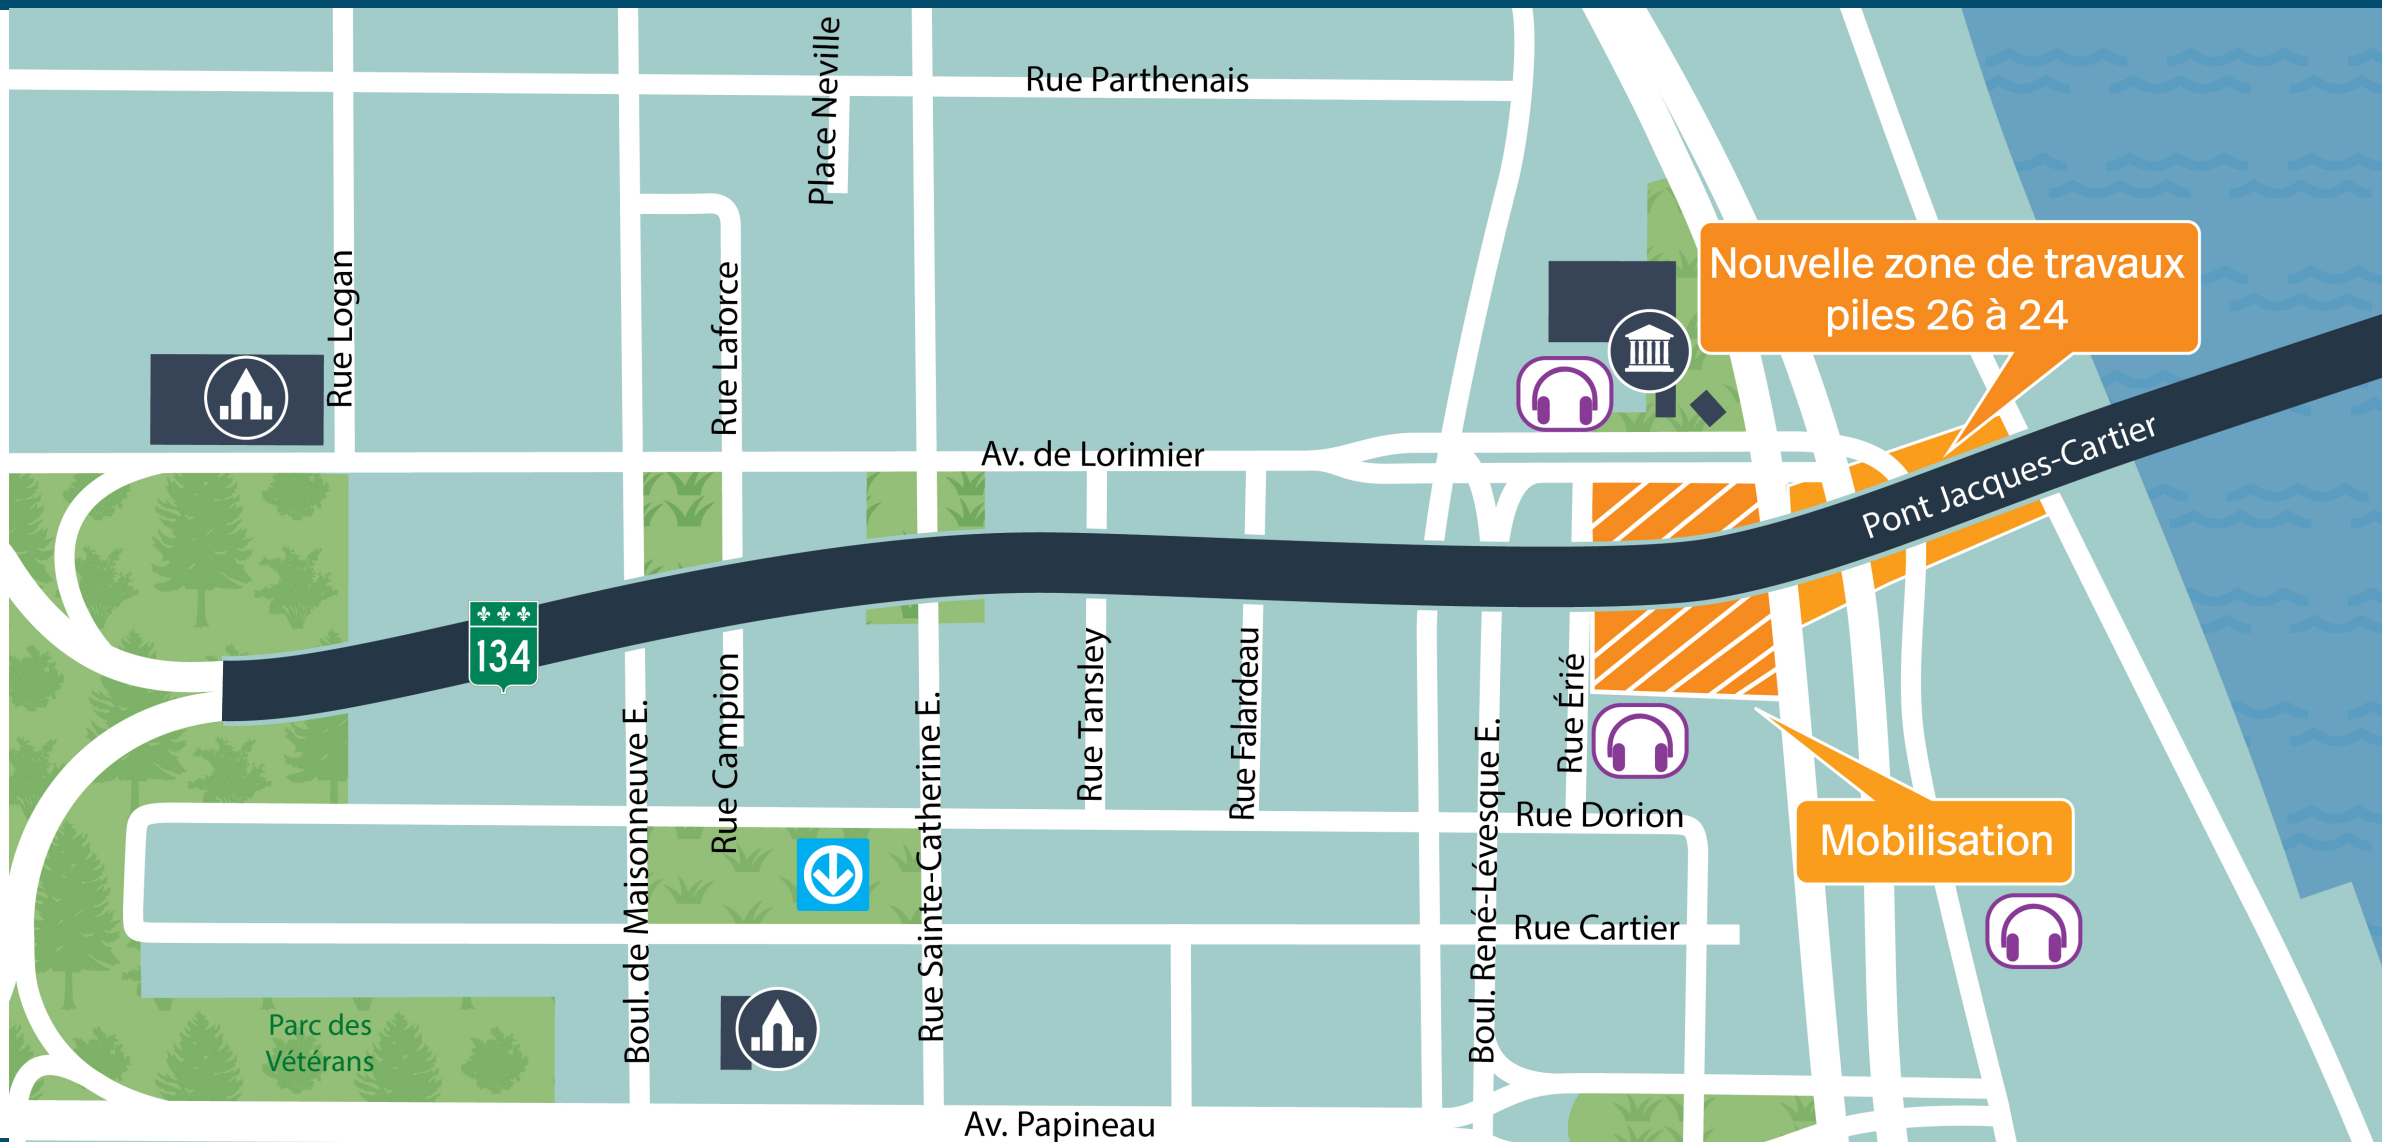 Place Neville
Rue Parthenais
Rue Logan
Rue Laforce
Nouvelle zone de travaux
piles 26 à 24
Av. de Lorimier
Pont Jacques-Cartier
134
Boul. de Maisonneuve E.
Rue Campion
Rue Sainte-Catherine E.
Rue Tansley
Rue Falardeau
Boul. René-Lévesque E.
Rue Érié
Rue Dorion
Mobilisation
Rue Cartier
Parc des
Vétérans
Av. Papineau